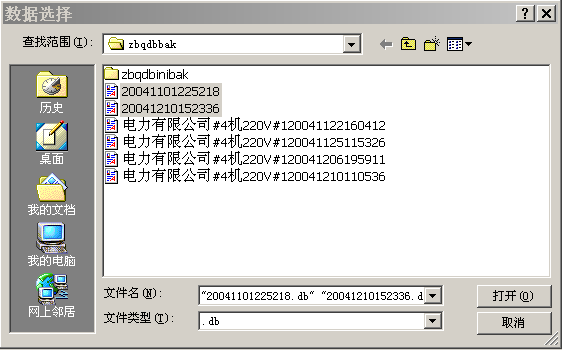 数据选择
查找范围(I):
zbqdbbak
zbqdbinibak
20041101225218
20041210152336
电力有限公司#4机220V#120041122160412
电力有限公司#4机220V#120041125115326
电力有限公司#4机220V#120041206195911
电力有限公司#4机220V#120041210110536
历史
桌面
我的文档
我的电脑
网上邻居
文件名(N):
"20041101225218.db" "20041210152336.d
打开(O)
文件类型(T):
.db
取消